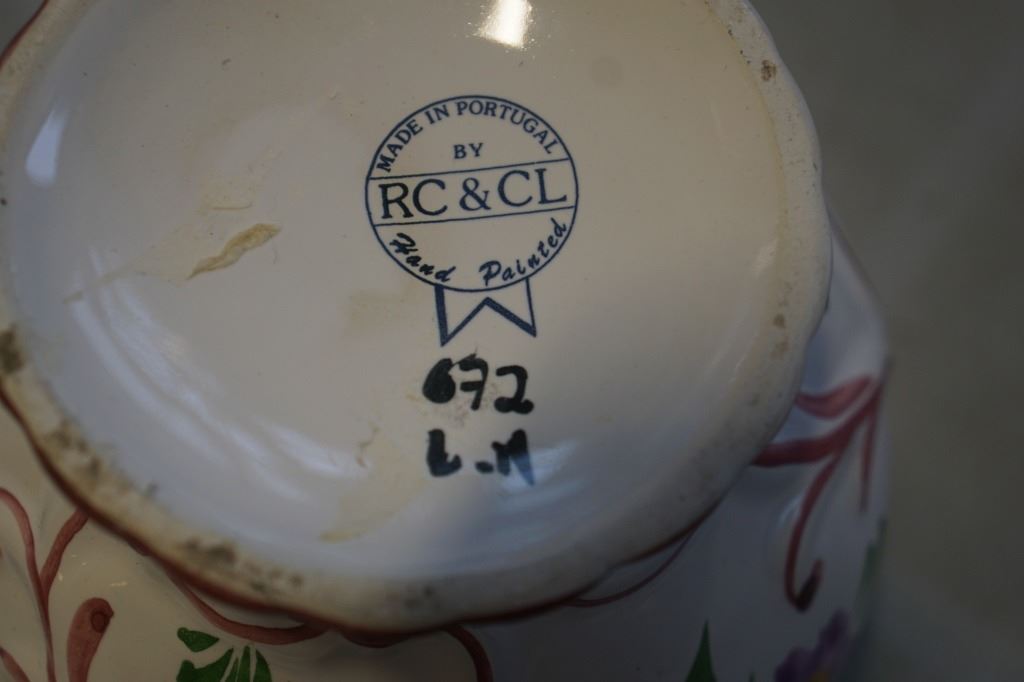 MADE IN PORTUGAL
BY
RC & CL
Hand Painted
672
L.M